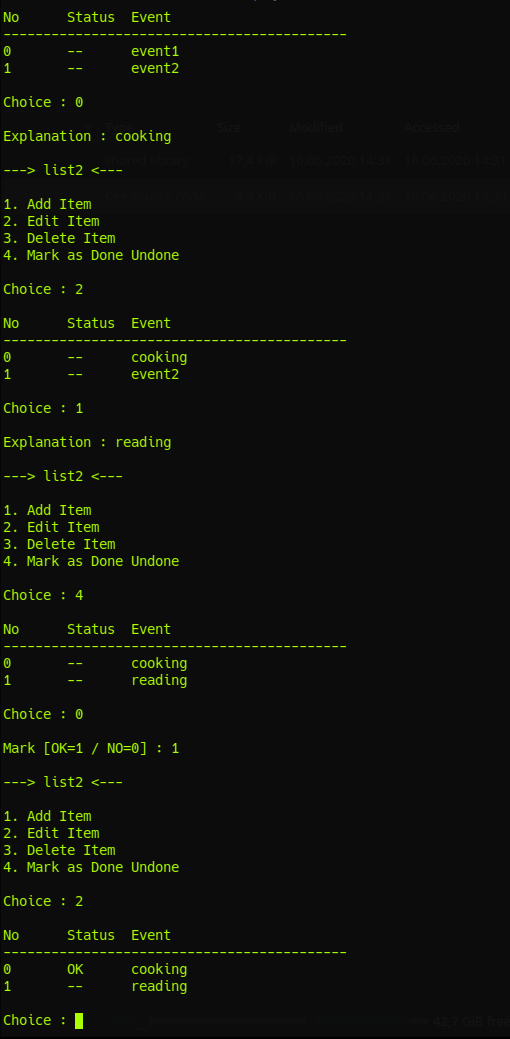 No      Status  Event
-------------------------------------------
0       --      event1
1       --      event2
Choice : 0
Explanation : cooking
---> list2 <---
1. Add Item
2. Edit Item
3. Delete Item
4. Mark as Done Undone
Choice : 2
No      Status  Event
-------------------------------------------
0       --      cooking
1       --      event2
Choice : 1
Explanation : reading
---> list2 <---
1. Add Item
2. Edit Item
3. Delete Item
4. Mark as Done Undone
Choice : 4
No      Status  Event
-------------------------------------------
0       --      cooking
1       --      reading
Choice : 0
Mark [OK=1 / NO=0] : 1
---> list2 <---
1. Add Item
2. Edit Item
3. Delete Item
4. Mark as Done Undone
Choice : 2
No      Status  Event
-------------------------------------------
0       OK      cooking
1       --      reading
Choice :